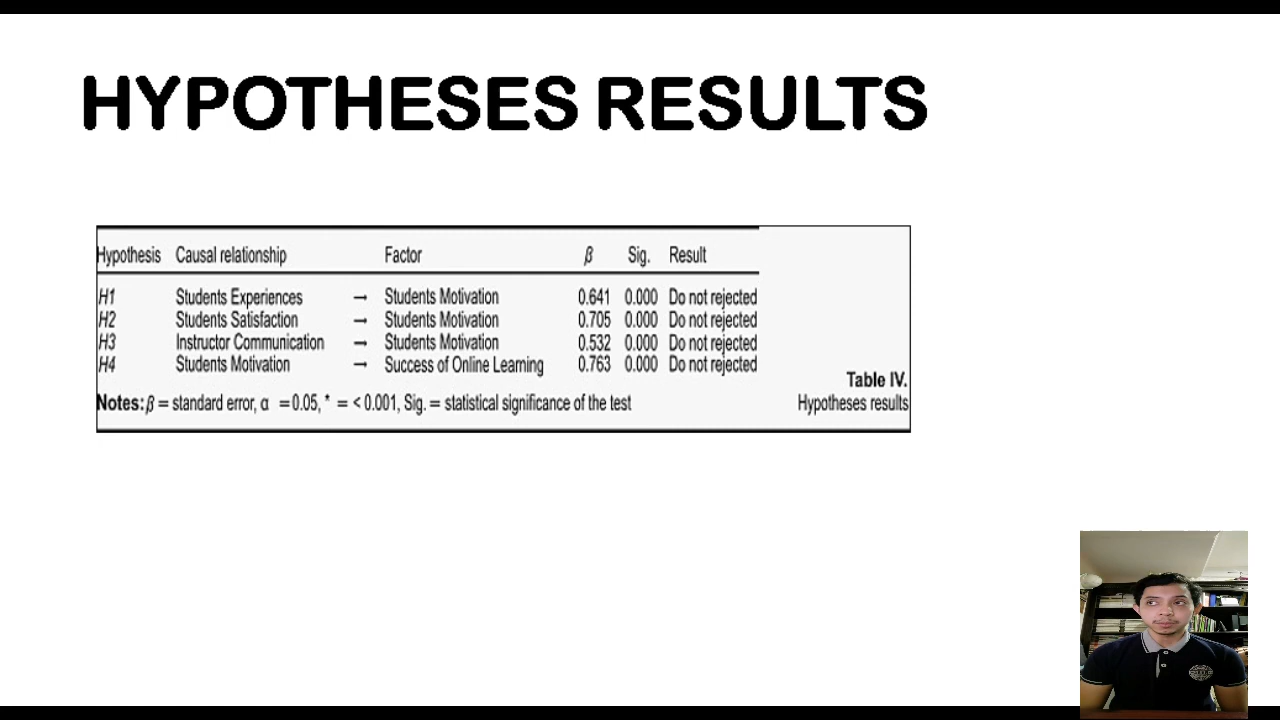 HYPOTHESES RESULTS
Hypothesis Causal relationship Factor β Sig. Result
H1 Students Experiences → Students Motivation 0.641 0.000 Do not rejected
H2 Students Satisfaction → Students Motivation 0.705 0.000 Do not rejected
H3 Instructor Communication → Students Motivation 0.532 0.000 Do not rejected
H4 Students Motivation → Success of Online Learning 0.763 0.000 Do not rejected
Table IV.
Notes: β = standard error, α = 0.05, * = < 0.001, Sig. = statistical significance of the test
Hypotheses results